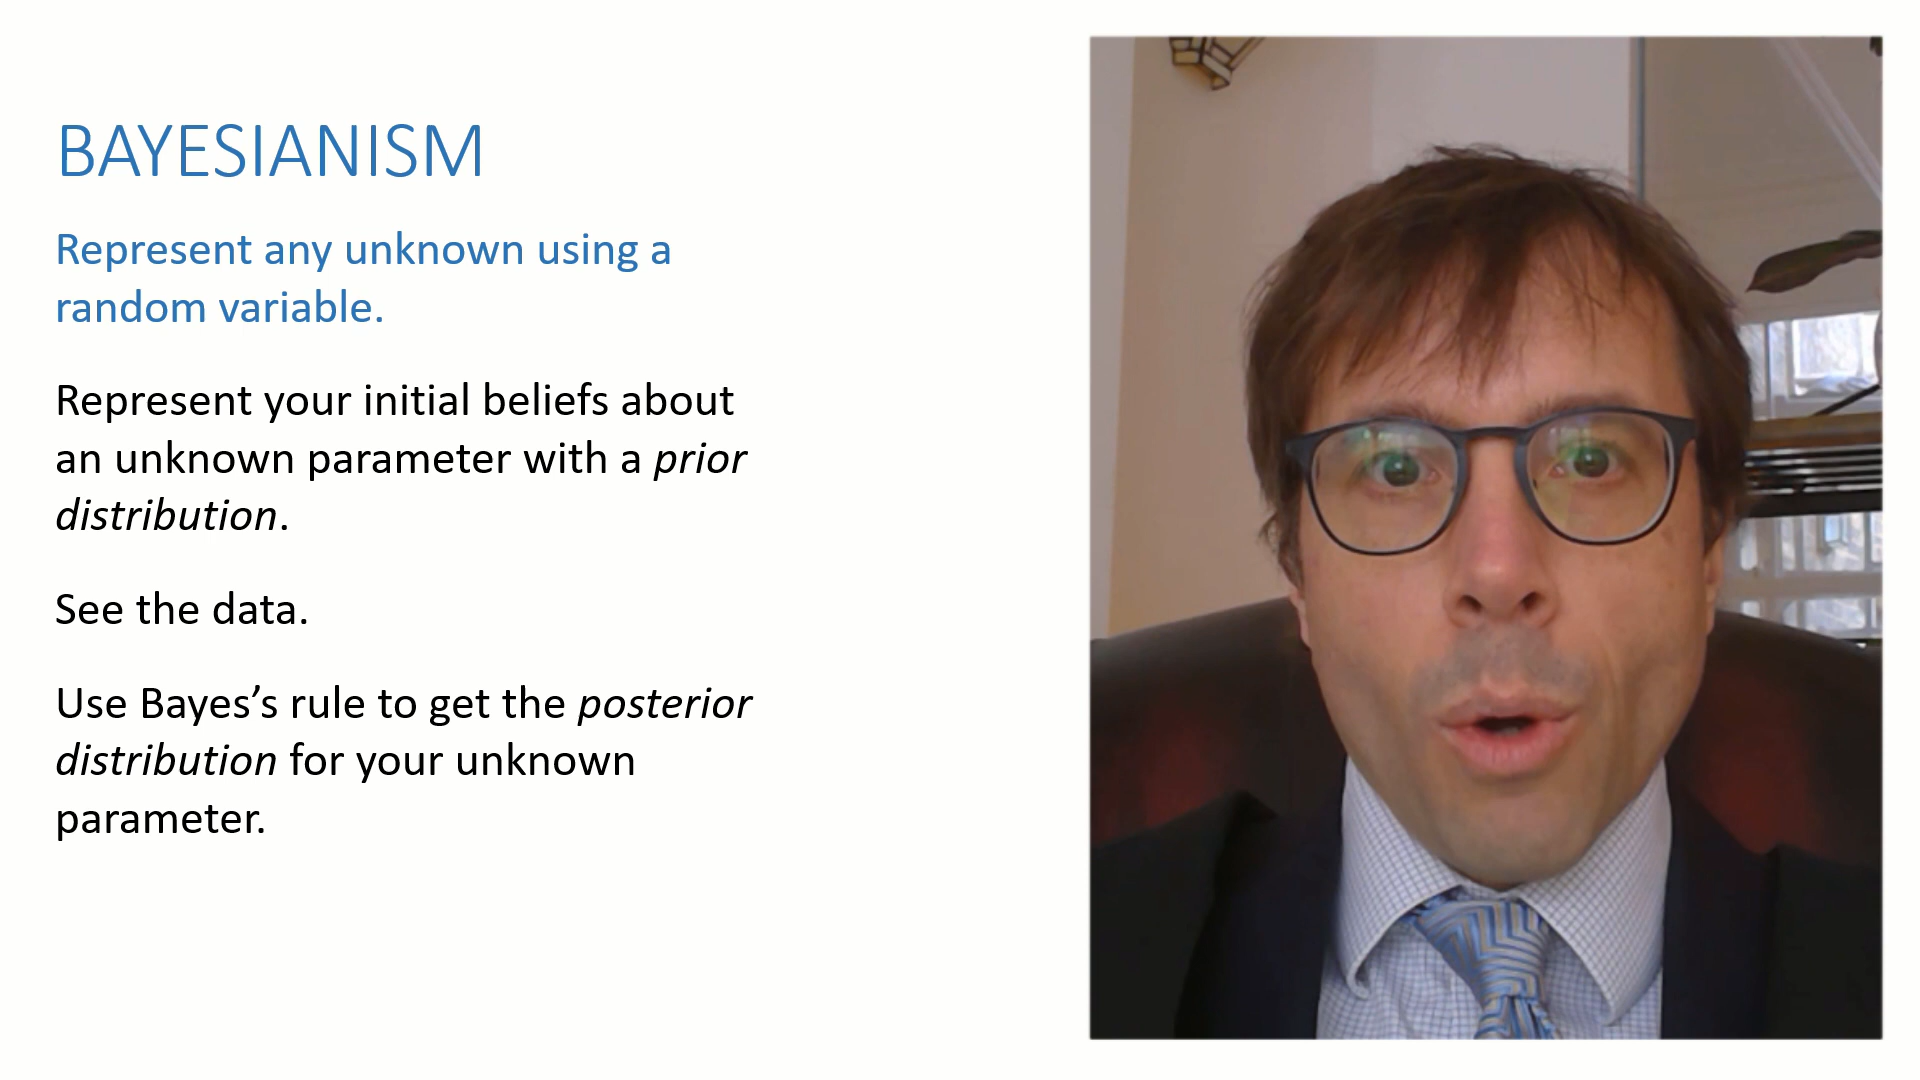 BAYESIANISM
Represent any unknown using a
random variable.
Represent your initial beliefs about
an unknown parameter with a prior
distribution.
See the data.
Use Bayes’s rule to get the posterior
distribution for your unknown
parameter.